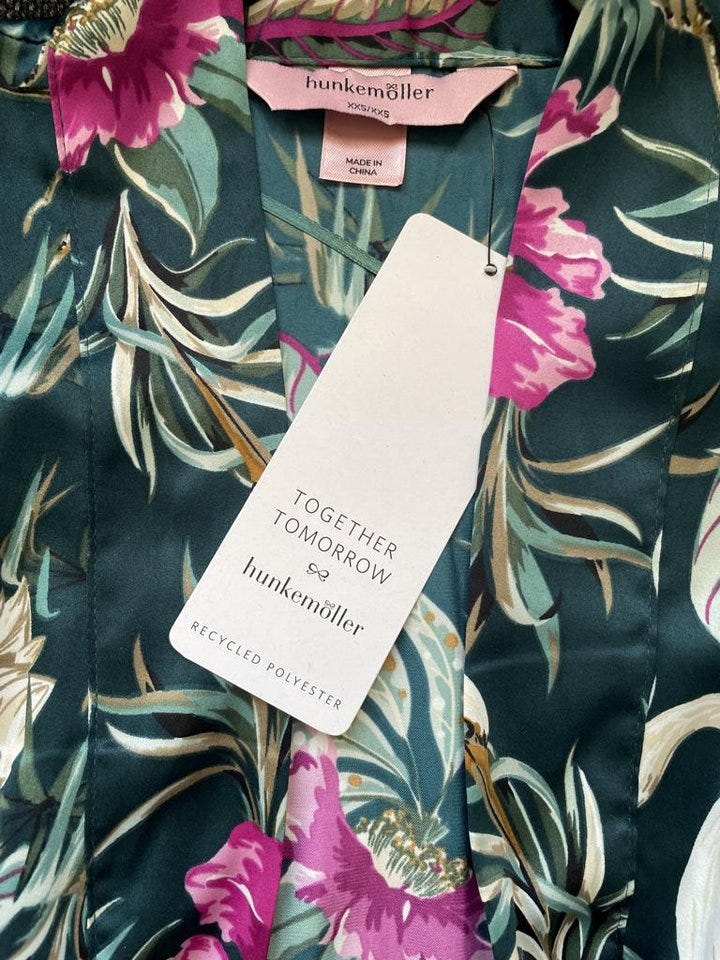 hunkemöller
XXS/XXS
MADE IN
CHINA
TOGETHER
TOMORROW
hunkemöller
RECYCLED POLYESTER